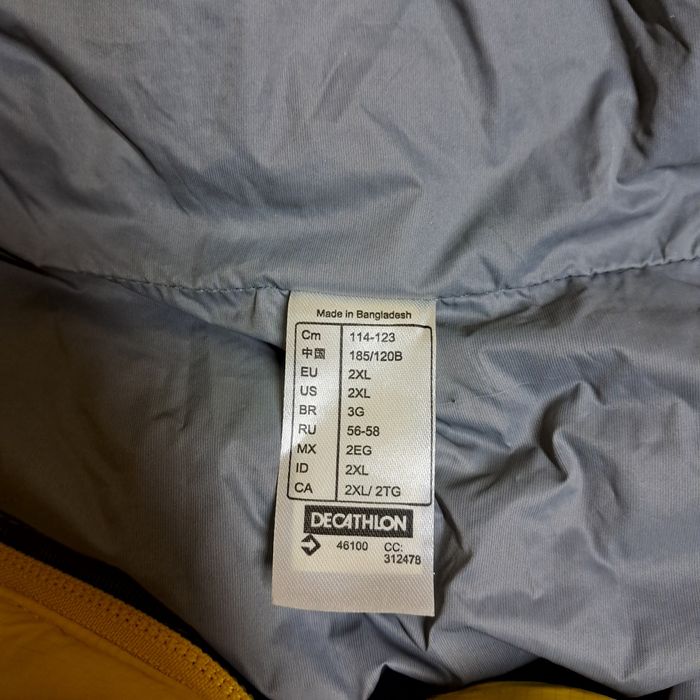 Made in Bangladesh
Cm 114-123
中国 185/120B
EU 2XL
US 2XL
BR 3G
RU 56-58
MX 2EG
ID 2XL
CA 2XL/ 2TG
DECATHLON
46100 CC:
312478